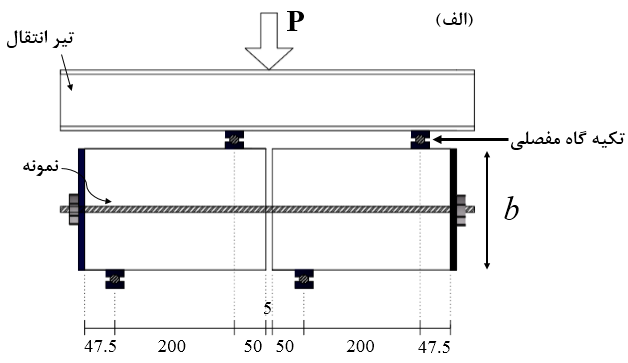 (الف)
P
تیر انتقال
تکیه گاه مفصلی
نمونه
b
5
47.5 200 50 50 200 47.5